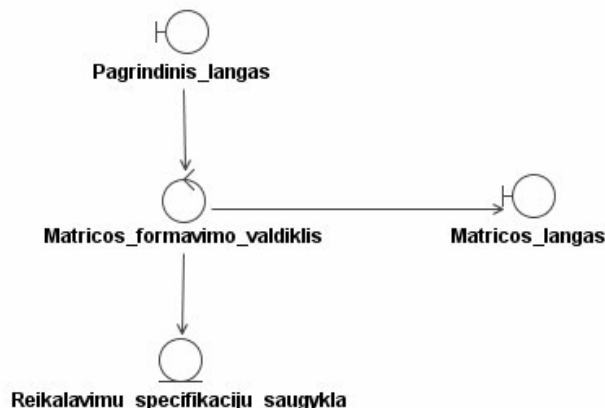 Pagrindinis_langas
Matricos_formavimo_valdiklis
Matricos_langas
Reikalavimu_specifikaciju_saugykla